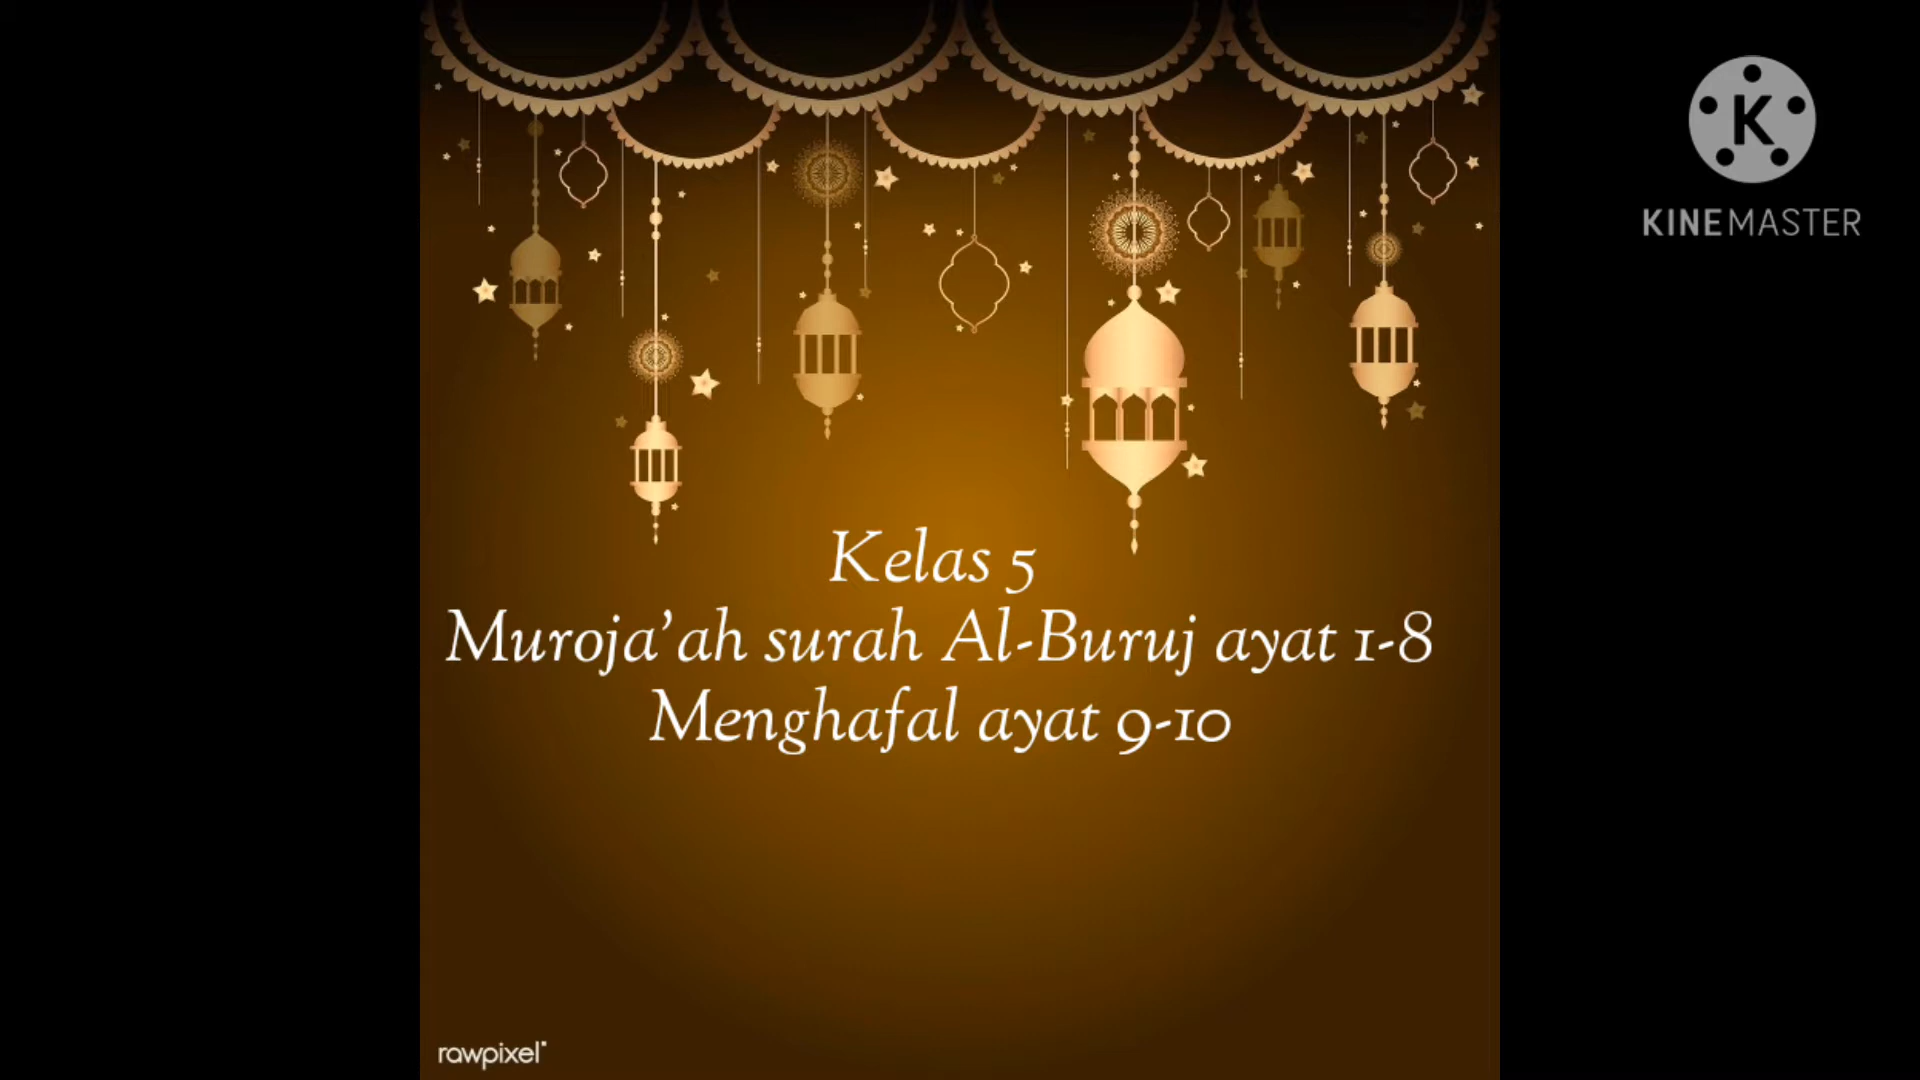 K
KINEMASTER
Kelas 5
Muroja'ah surah Al-Buruj ayat 1-8
Menghafal ayat 9-10
rawpixel